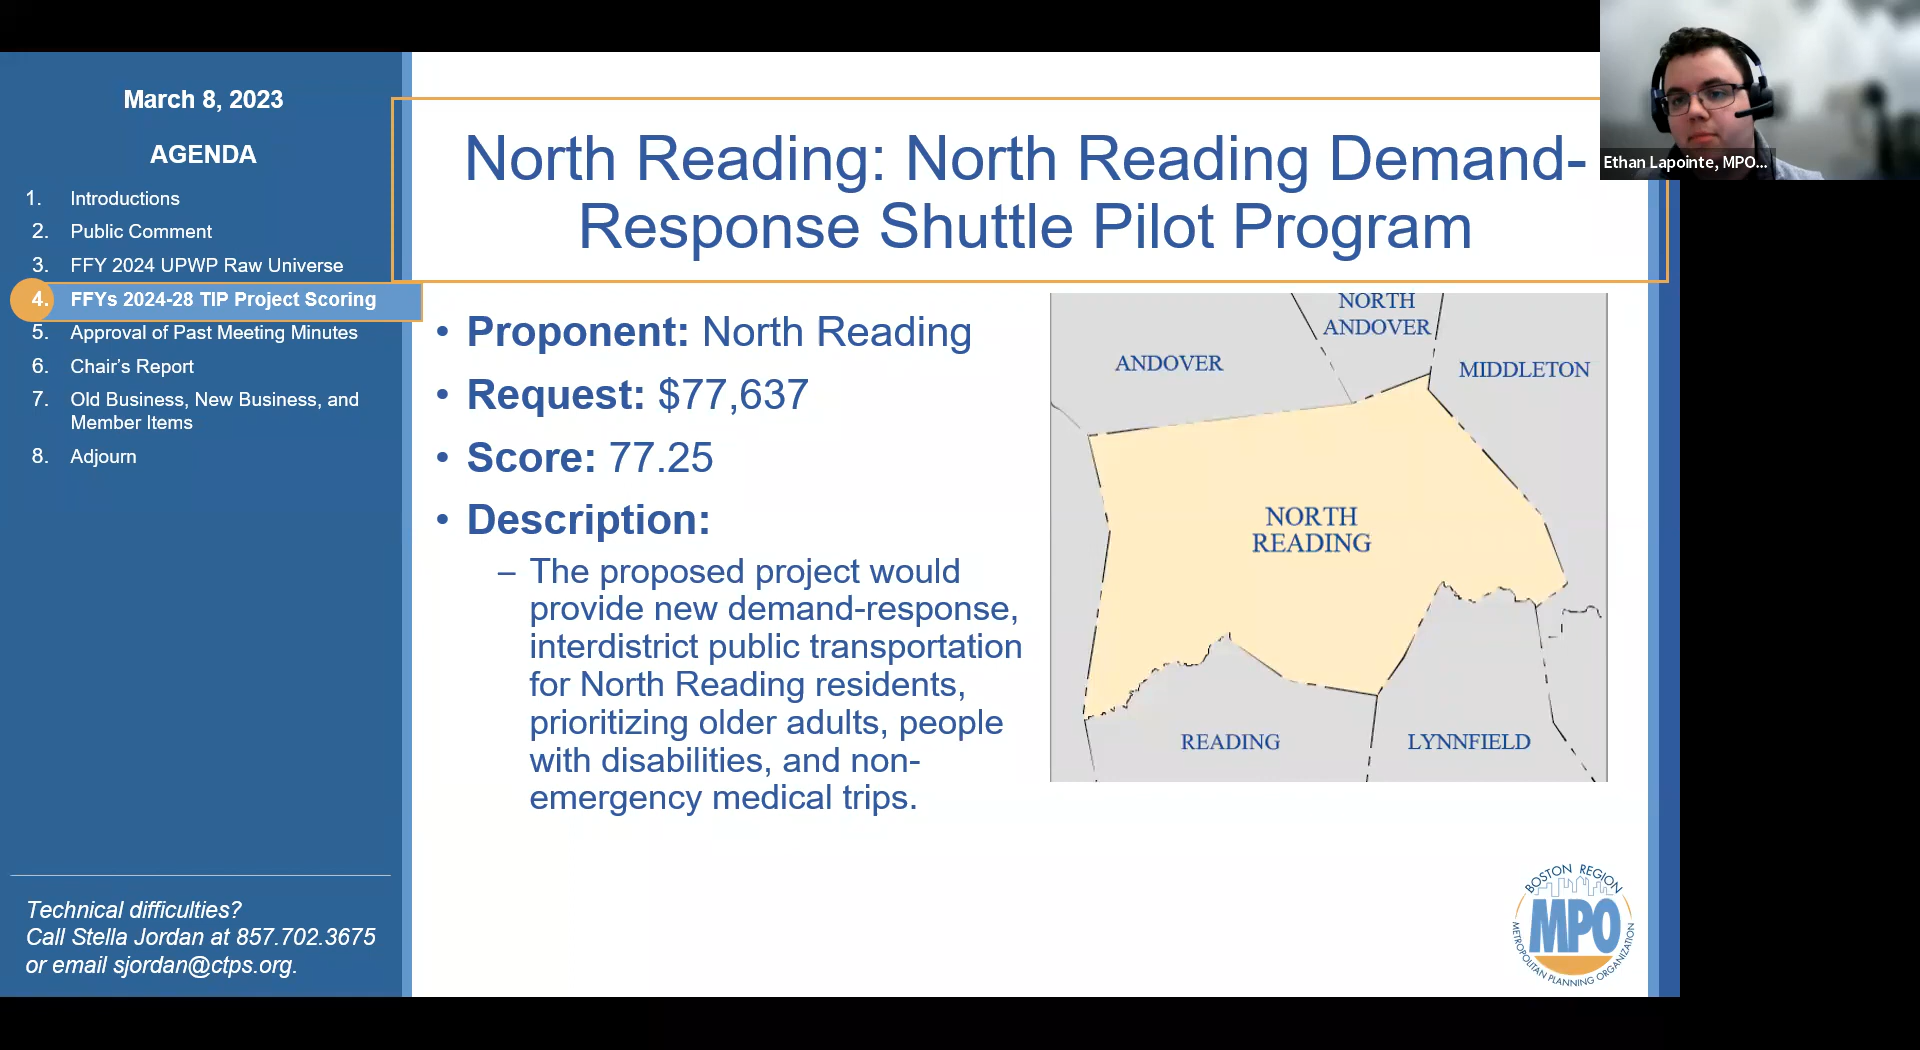 March 8, 2023
AGENDA
1. Introductions
2. Public Comment
3. FFY 2024 UPWP Raw Universe
4. FFYs 2024-28 TIP Project Scoring
5. Approval of Past Meeting Minutes
6. Chair's Report
7. Old Business, New Business, and
Member Items
8. Adjourn
Technical difficulties?
Call Stella Jordan at 857.702.3675
or email sjordan@ctps.org.
North Reading: North Reading Demand-
Response Shuttle Pilot Program
• Proponent: North Reading
• Request: $77,637
• Score: 77.25
• Description:
– The proposed project would
provide new demand-response,
interdistrict public transportation
for North Reading residents,
prioritizing older adults, people
with disabilities, and non-
emergency medical trips.
NORTH
ANDOVER
ANDOVER
MIDDLETON
NORTH
READING
READING
LYNNFIELD
BOSTON REGION
MPO
METROPOLITAN PLANNING ORGANIZATION
Ethan Lapointe, MPO...